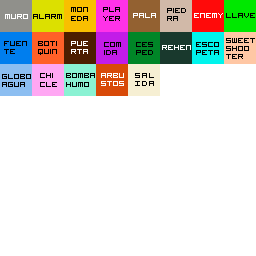 MURO ALARM MON EDA PLA YER PALA PIED RA ENEMY LLAVE
FUEN TE BOTI QUIN PUE RTA COM IDA CES PED REHEN ESCO PETA SWEET SHOO TER
GLOBO AGUA CHI CLE BOMBA HUMO ARBU STOS SAL IDA